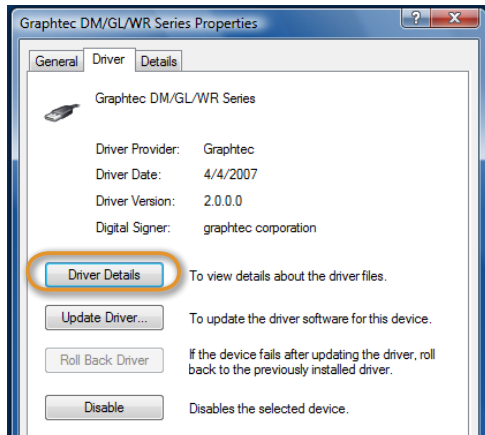 Graphtec DM/GL/WR Series Properties
General Driver Details
Graphtec DM/GL/WR Series
Driver Provider: Graphtec
Driver Date: 4/4/2007
Driver Version: 2.0.0.0
Digital Signer: graphtec corporation
Driver Details To view details about the driver files.
Update Driver... To update the driver software for this device.
Roll Back Driver If the device fails after updating the driver, roll
back to the previously installed driver.
Disable Disables the selected device.